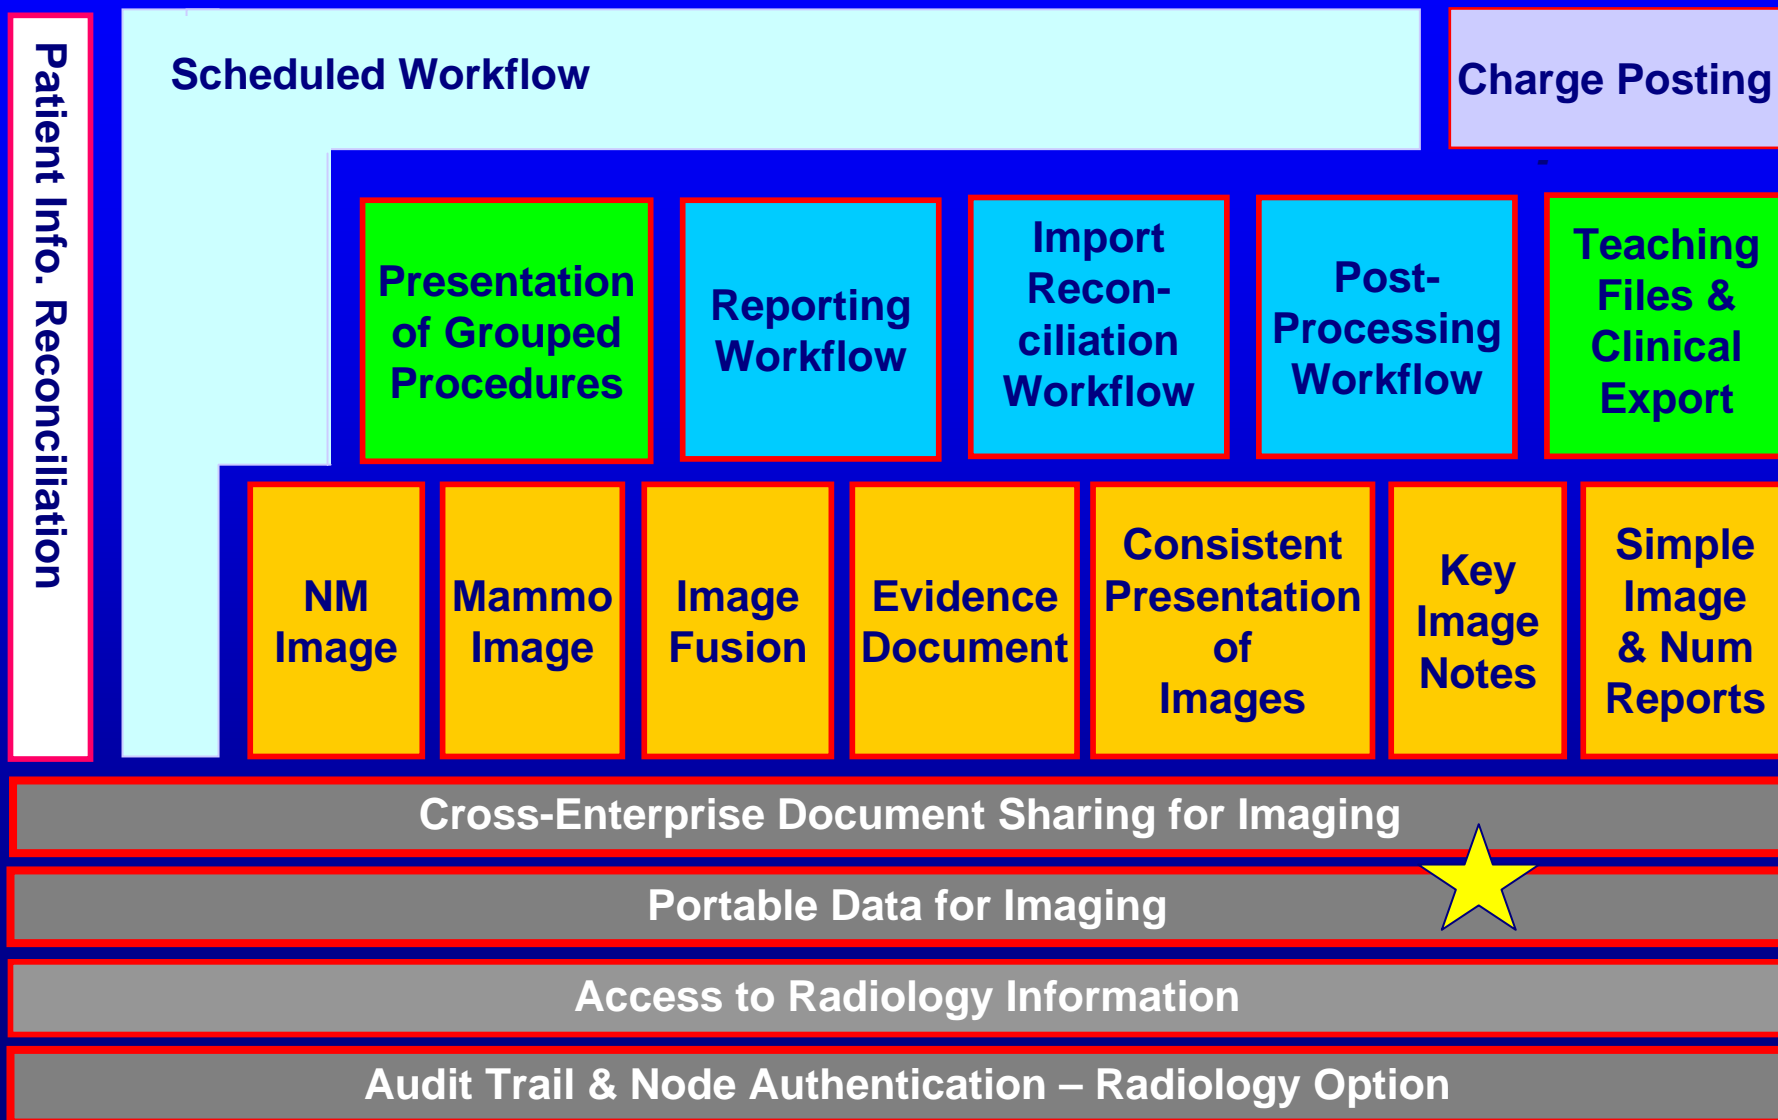 Patient Info. Reconciliation
Scheduled Workflow
Charge Posting
Presentation
of Grouped
Procedures
Reporting
Workflow
Import
Recon-
ciliation
Workflow
Post-
Processing
Workflow
Teaching
Files &
Clinical
Export
NM
Image
Mammo
Image
Image
Fusion
Evidence
Document
Consistent
Presentation
of
Images
Key
Image
Notes
Simple
Image
& Num
Reports
Cross-Enterprise Document Sharing for Imaging
Portable Data for Imaging
Access to Radiology Information
Audit Trail & Node Authentication – Radiology Option